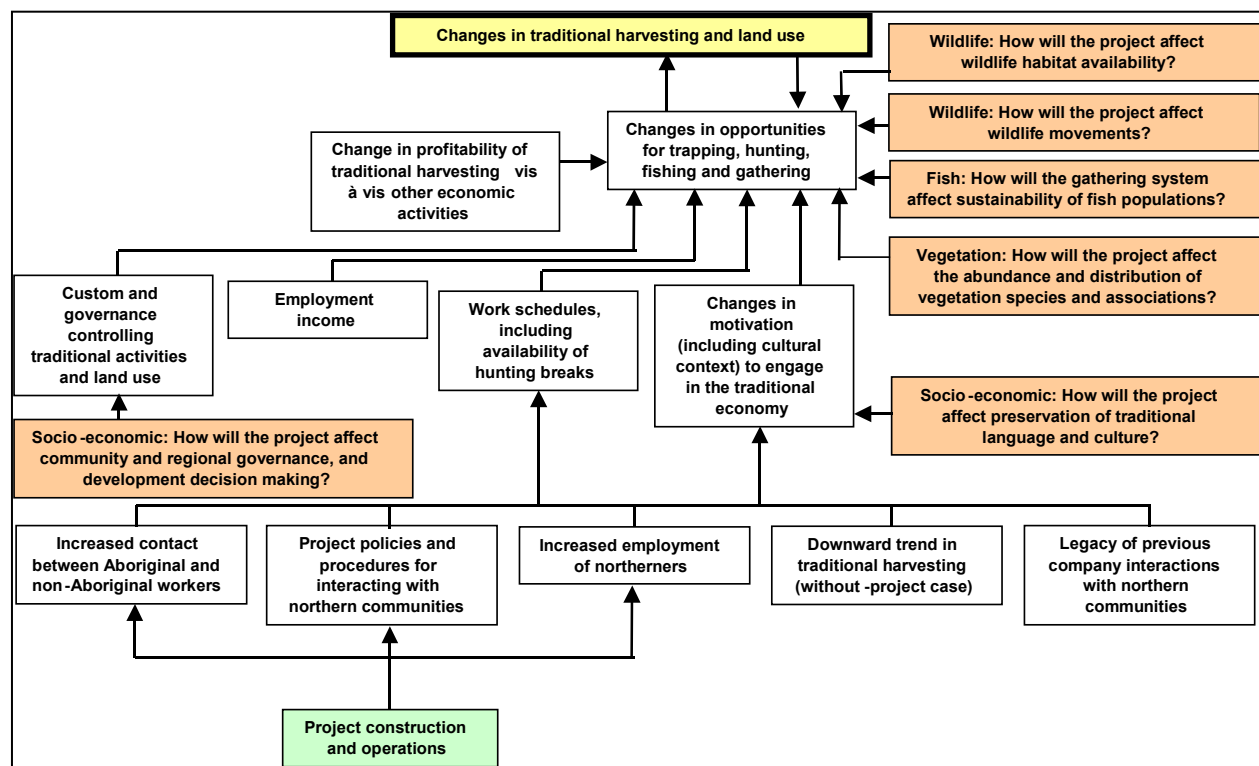 Changes in traditional harvesting and land use
Wildlife: How will the project affect
wildlife habitat availability?
Wildlife: How will the project affect
wildlife movements?
Changes in opportunities
for trapping, hunting,
fishing and gathering
Change in profitability of
traditional harvesting vis
à vis other economic
activities
Fish: How will the gathering system
affect sustainability of fish populations?
Vegetation: How will the project affect
the abundance and distribution of
vegetation species and associations?
Custom and
governance
controlling
traditional activities
and land use
Employment
income
Work schedules,
including
availability of
hunting breaks
Changes in
motivation
(including cultural
context) to engage
in the traditional
economy
Socio-economic: How will the project
affect preservation of traditional
language and culture?
Socio-economic: How will the project affect
community and regional governance, and
development decision making?
Increased contact
between Aboriginal and
non-Aboriginal workers
Project policies and
procedures for
interacting with
northern communities
Increased employment
of northerners
Downward trend in
traditional harvesting
(without -project case)
Legacy of previous
company interactions
with northern
communities
Project construction
and operations